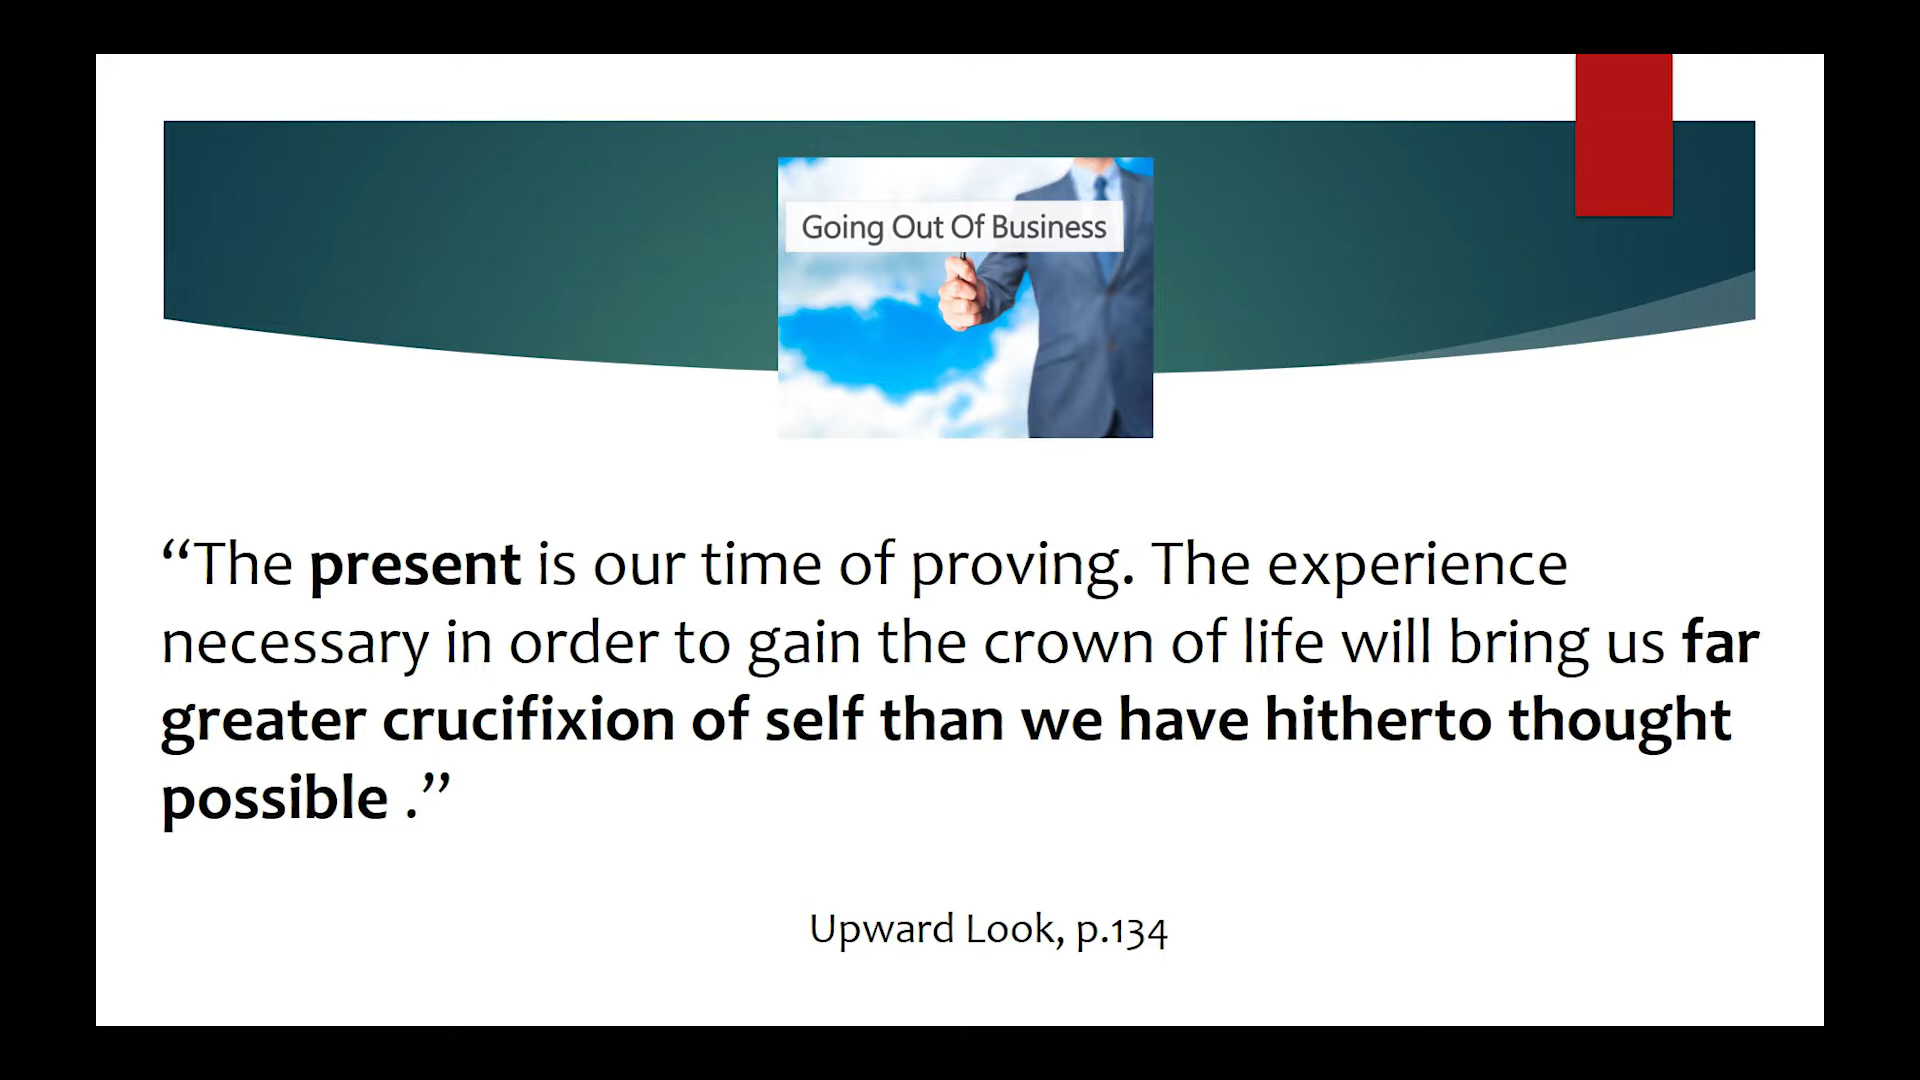 Going Out Of Business
“The present is our time of proving. The experience
necessary in order to gain the crown of life will bring us far
greater crucifixion of self than we have hitherto thought
possible .”
Upward Look, p.134